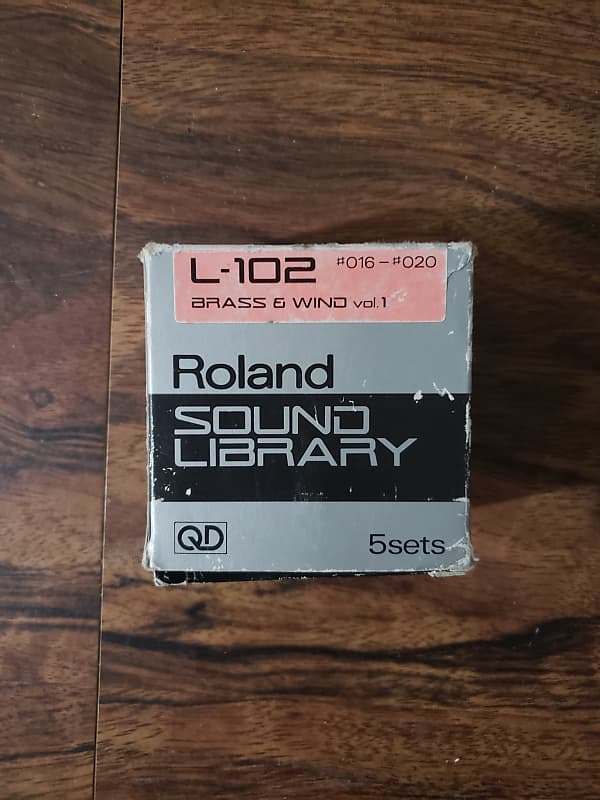 L-102 #016-#020
BRASS & WIND vol.1
Roland
SOUND
LIBRARY
QD 5sets